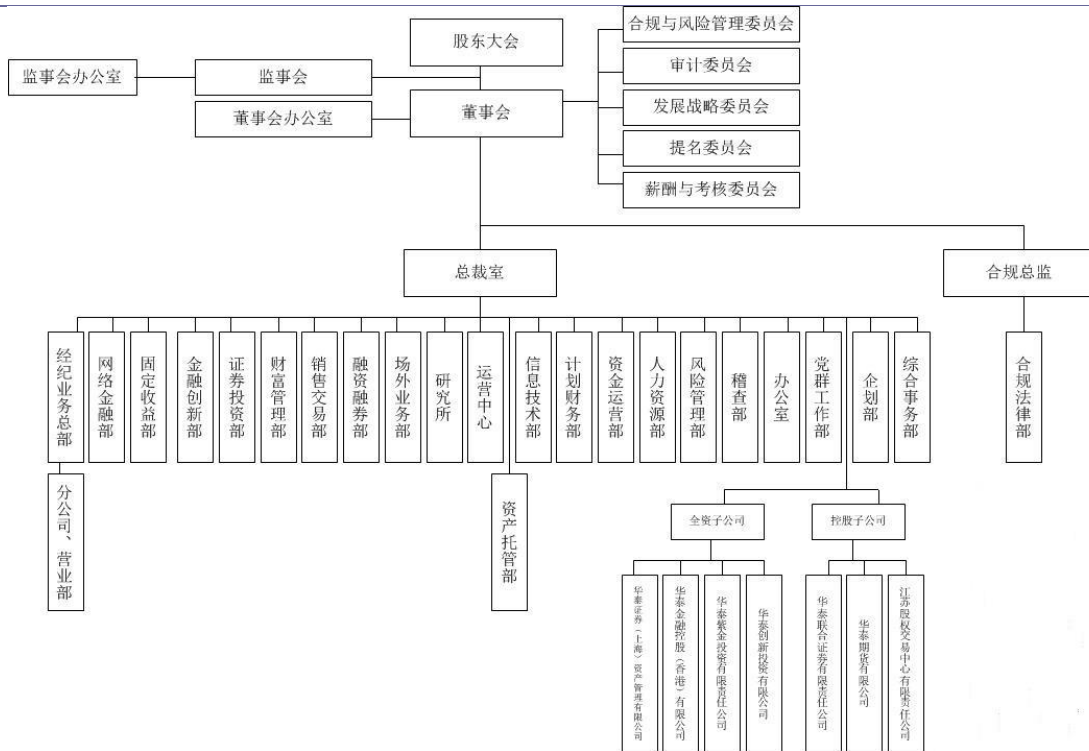 股东大会
监事会办公室
监事会
董事会办公室
董事会
合规与风险管理委员会
审计委员会
发展战略委员会
提名委员会
薪酬与考核委员会
总裁室
合规总监
经纪业务总部
网络金融部
固定收益部
金融创新部
证券投资部
财富管理部
销售交易部
融资融券部
场外业务部
研究所
运营中心
信息技术部
计划财务部
资金运营部
人力资源部
风险管理部
稽查部
办公室
党群工作部
企划部
综合事务部
合规法律部
分公司、营业部
资产托管部
全资子公司
控股子公司
华泰证券（上海）资产管理有限公司
华泰金融控股（香港）有限公司
华泰紫金投资有限责任公司
华泰创新投资有限公司
华泰联合证券有限责任公司
华泰期货有限公司
江苏股权交易中心有限责任公司